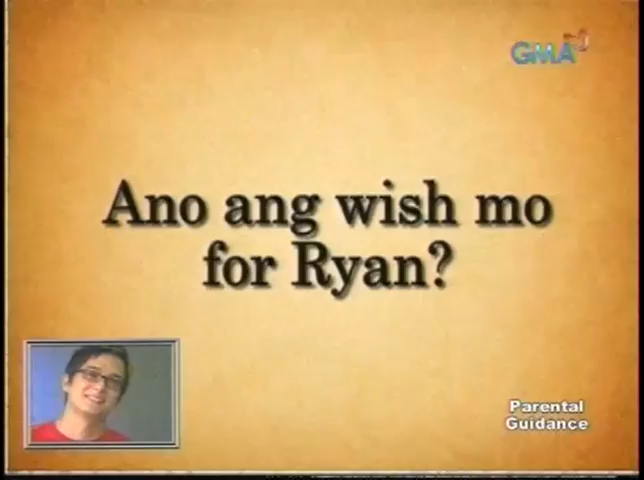 GMA
Ano ang wish mo
for Ryan?
Parental
Guidance